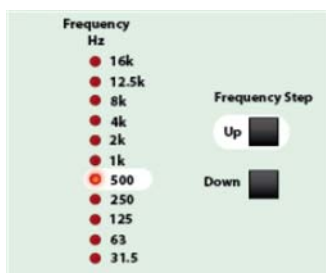 Frequency
Hz
16k
12.5k
8k
4k
2k
1k
500
250
125
63
31.5
Frequency Step
Up
Down